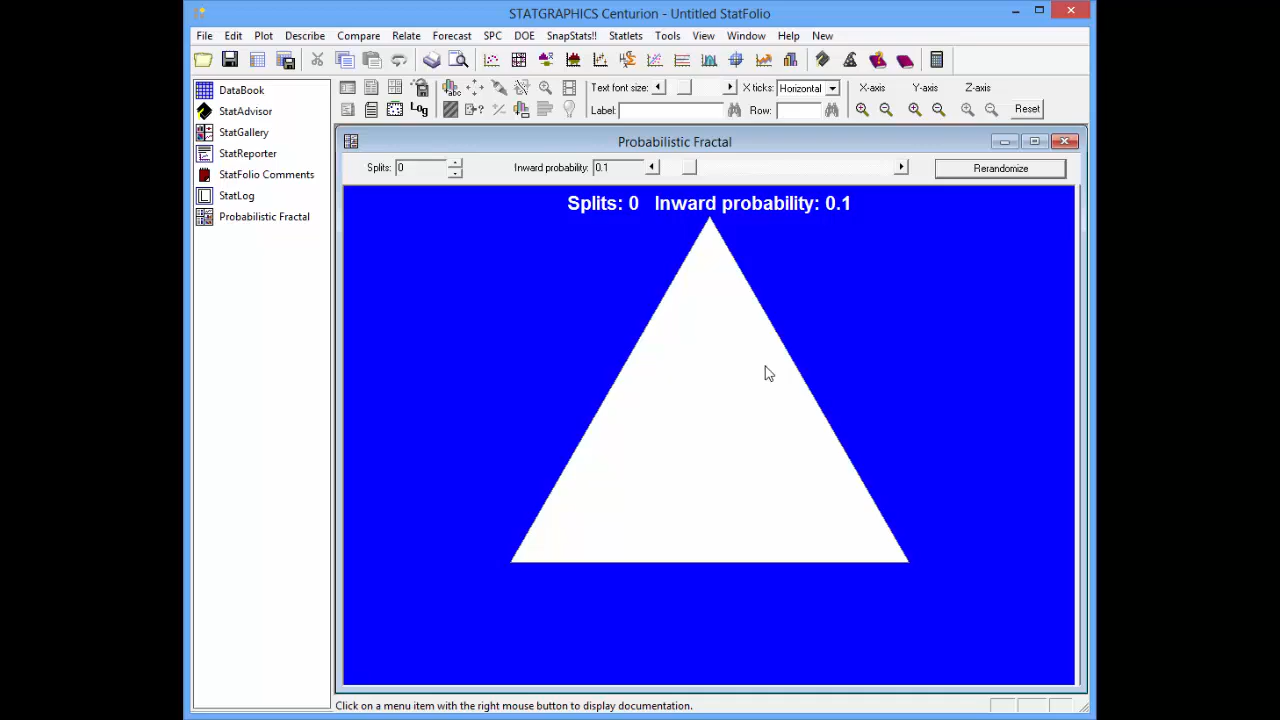 STATGRAPHICS Centurion - Untitled StatFolio
File Edit Plot Describe Compare Relate Forecast SPC DOE SnapStats!! Statlets Tools View Window Help New
DataBook
StatAdvisor
StatGallery
StatReporter
StatFolio Comments
StatLog
Probabilistic Fractal
Log
Text font size:
X ticks: Horizontal
X-axis
Y-axis
Z-axis
Label:
Row:
Reset
Probabilistic Fractal
Splits: 0
Inward probability: 0.1
Rerandomize
Splits: 0 Inward probability: 0.1
Click on a menu item with the right mouse button to display documentation.